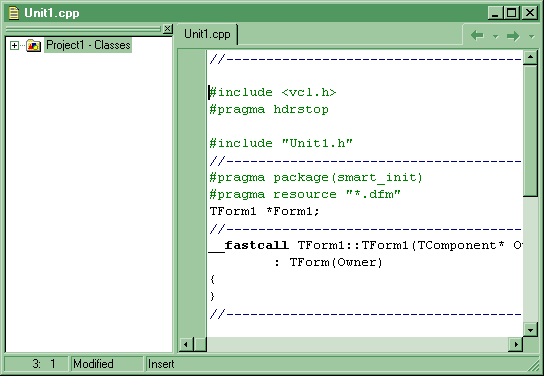 Unit1.cpp
Project1 - Classes
Unit1.cpp
//--------------------------------------
#include <vcl.h>
#pragma hdrstop
#include "Unit1.h"
//--------------------------------------
#pragma package(smart_init)
#pragma resource "*.dfm"
TForm1 *Form1;
//--------------------------------------
__fastcall TForm1::TForm1(TComponent*
: TForm(Owner)
{
}
//--------------------------------------
3: 1 Modified Insert